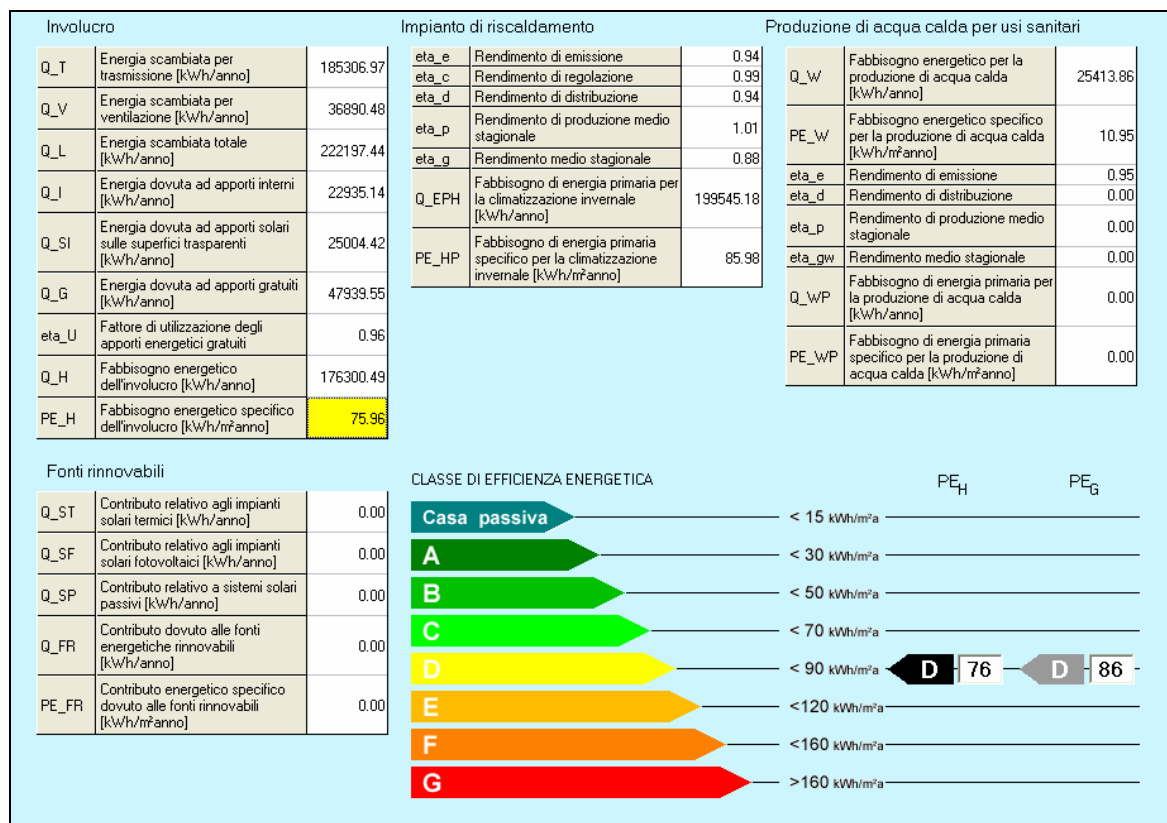 Involucro
Q_T
Energia scambiata per
trasmissione [kWh/anno]
185306.97
Q_V
Energia scambiata per
ventilazione [kWh/anno]
36890.48
Q_L
Energia scambiata totale
[kWh/anno]
222197.44
Q_I
Energia dovuta ad apporti interni
[kWh/anno]
22935.14
Q_SI
Energia dovuta ad apporti solari
sulle superfici trasparenti
[kWh/anno]
25004.42
Q_G
Energia dovuta ad apporti gratuiti
[kWh/anno]
47939.55
eta_U
Fattore di utilizzazione degli
apporti energetici gratuiti
0.96
Q_H
Fabbisogno energetico
dell'involucro [kWh/anno]
176300.49
PE_H
Fabbisogno energetico specifico
dell'involucro [kWh/m²anno]
75.96
Impianto di riscaldamento
eta_e Rendimento di emissione 0.94
eta_c Rendimento di regolazione 0.99
eta_d Rendimento di distribuzione 0.94
eta_p
Rendimento di produzione medio
stagionale
1.01
eta_g Rendimento medio stagionale 0.88
Q_EPH
Fabbisogno di energia primaria per
la climatizzazione invernale
[kWh/anno]
199545.18
PE_HP
Fabbisogno di energia primaria
specifico per la climatizzazione
invernale [kWh/m²anno]
85.98
Produzione di acqua calda per usi sanitari
Q_W
Fabbisogno energetico per la
produzione di acqua calda
[kWh/anno]
25413.86
PE_W
Fabbisogno energetico specifico
per la produzione di acqua calda
[kWh/m²anno]
10.95
eta_e Rendimento di emissione 0.95
eta_d Rendimento di distribuzione 0.00
eta_p
Rendimento di produzione medio
stagionale
0.00
eta_gw Rendimento medio stagionale 0.00
Q_WP
Fabbisogno di energia primaria per
la produzione di acqua calda
[kWh/anno]
0.00
PE_WP
Fabbisogno di energia primaria
specifico per la produzione di
acqua calda [kWh/m²anno]
0.00
Fonti rinnovabili
Q_ST
Contributo relativo agli impianti
solari termici [kWh/anno]
0.00
Q_SF
Contributo relativo agli impianti
solari fotovoltaici [kWh/anno]
0.00
Q_SP
Contributo relativo a sistemi solari
passivi [kWh/anno]
0.00
Q_FR
Contributo dovuto alle fonti
energetiche rinnovabili
[kWh/anno]
0.00
PE_FR
Contributo energetico specifico
dovuto alle fonti rinnovabili
[kWh/m²anno]
0.00
CLASSE DI EFFICIENZA ENERGETICA PE_H PE_G
Casa passiva < 15 kWh/m²a
A < 30 kWh/m²a
B < 50 kWh/m²a
C < 70 kWh/m²a
D < 90 kWh/m²a D 76 D 86
E <120 kWh/m²a
F <160 kWh/m²a
G >160 kWh/m²a